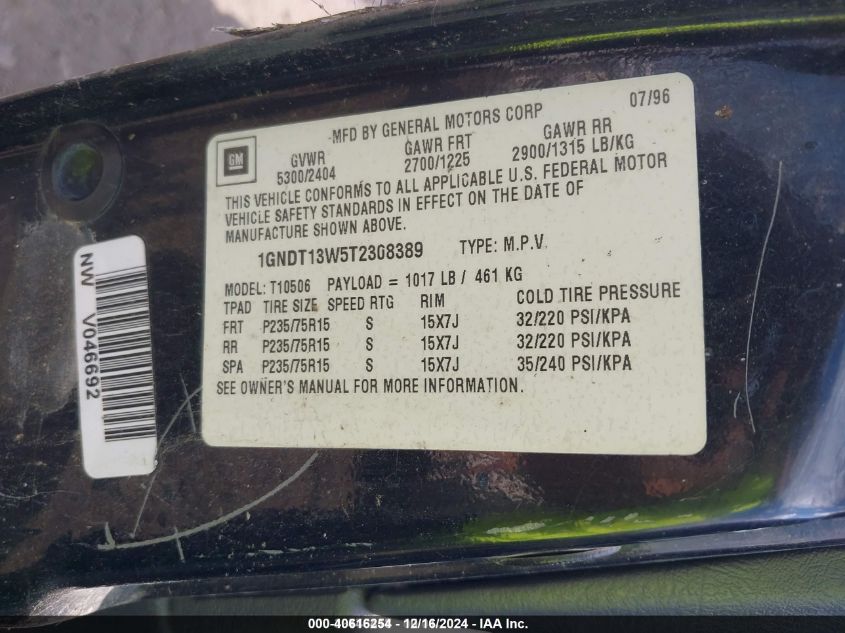 GM
MFD BY GENERAL MOTORS CORP 07/96
GVWR GAWR FRT GAWR RR
5300/2404 2700/1225 2900/1315 LB/KG
THIS VEHICLE CONFORMS TO ALL APPLICABLE U.S. FEDERAL MOTOR
VEHICLE SAFETY STANDARDS IN EFFECT ON THE DATE OF
MANUFACTURE SHOWN ABOVE.
1GNDT13W5T2308389 TYPE: M.P.V.
MODEL: T10506 PAYLOAD = 1017 LB / 461 KG
TPAD TIRE SIZE SPEED RTG RIM COLD TIRE PRESSURE
FRT P235/75R15 S 15X7J 32/220 PSI/KPA
RR P235/75R15 S 15X7J 32/220 PSI/KPA
SPA P235/75R15 S 15X7J 35/240 PSI/KPA
SEE OWNER'S MANUAL FOR MORE INFORMATION.
NW V046692
000-40616254 - 12/16/2024 - IAA Inc.